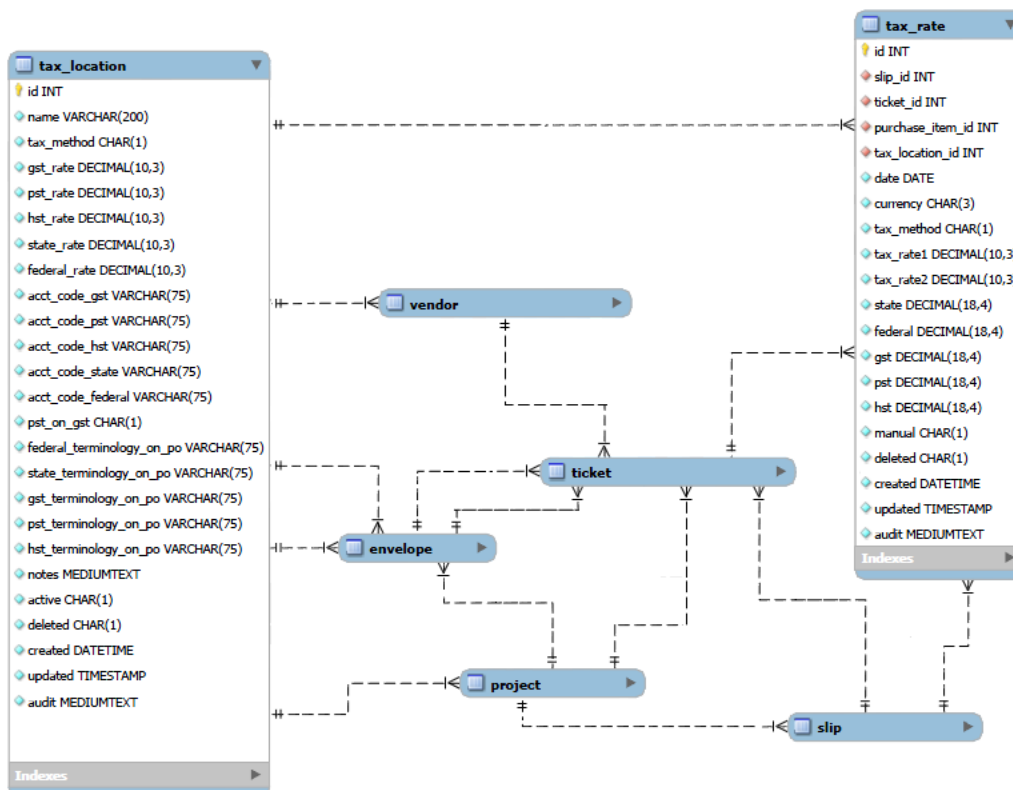 tax_location
id INT
name VARCHAR(200)
tax_method CHAR(1)
gst_rate DECIMAL(10,3)
pst_rate DECIMAL(10,3)
hst_rate DECIMAL(10,3)
state_rate DECIMAL(10,3)
federal_rate DECIMAL(10,3)
acct_code_gst VARCHAR(75)
acct_code_pst VARCHAR(75)
acct_code_hst VARCHAR(75)
acct_code_state VARCHAR(75)
acct_code_federal VARCHAR(75)
pst_on_gst CHAR(1)
federal_terminology_on_po VARCHAR(75)
state_terminology_on_po VARCHAR(75)
gst_terminology_on_po VARCHAR(75)
pst_terminology_on_po VARCHAR(75)
hst_terminology_on_po VARCHAR(75)
notes MEDIUMTEXT
active CHAR(1)
deleted CHAR(1)
created DATETIME
updated TIMESTAMP
audit MEDIUMTEXT
Indexes
vendor
ticket
envelope
project
slip
tax_rate
id INT
slip_id INT
ticket_id INT
purchase_item_id INT
tax_location_id INT
date DATE
currency CHAR(3)
tax_method CHAR(1)
tax_rate1 DECIMAL(10,3
tax_rate2 DECIMAL(10,3
state DECIMAL(18,4)
federal DECIMAL(18,4)
gst DECIMAL(18,4)
pst DECIMAL(18,4)
hst DECIMAL(18,4)
manual CHAR(1)
deleted CHAR(1)
created DATETIME
updated TIMESTAMP
audit MEDIUMTEXT
Indexes